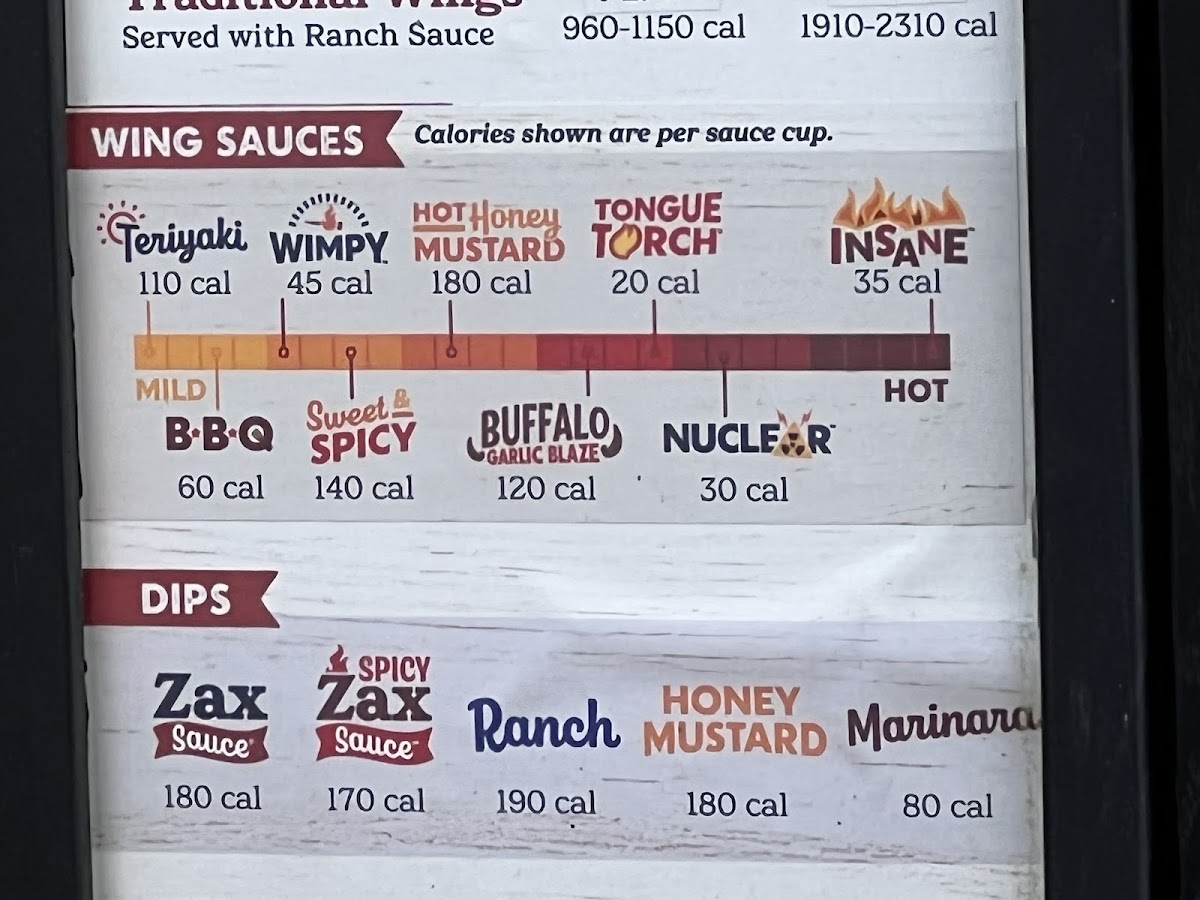 Traditional Wings
Served with Ranch Sauce
960-1150 cal
1910-2310 cal
WING SAUCES
Calories shown are per sauce cup.
Teriyaki
110 cal
WIMPY
45 cal
HOT Honey
MUSTARD
180 cal
TONGUE
TORCH
20 cal
INSANE
35 cal
MILD
HOT
B•B•Q
60 cal
Sweet &
SPICY
140 cal
BUFFALO
GARLIC BLAZE
120 cal
NUCLEAR
30 cal
DIPS
Zax
Sauce
180 cal
SPICY
Zax
Sauce
170 cal
Ranch
190 cal
HONEY
MUSTARD
180 cal
Marinara
80 cal